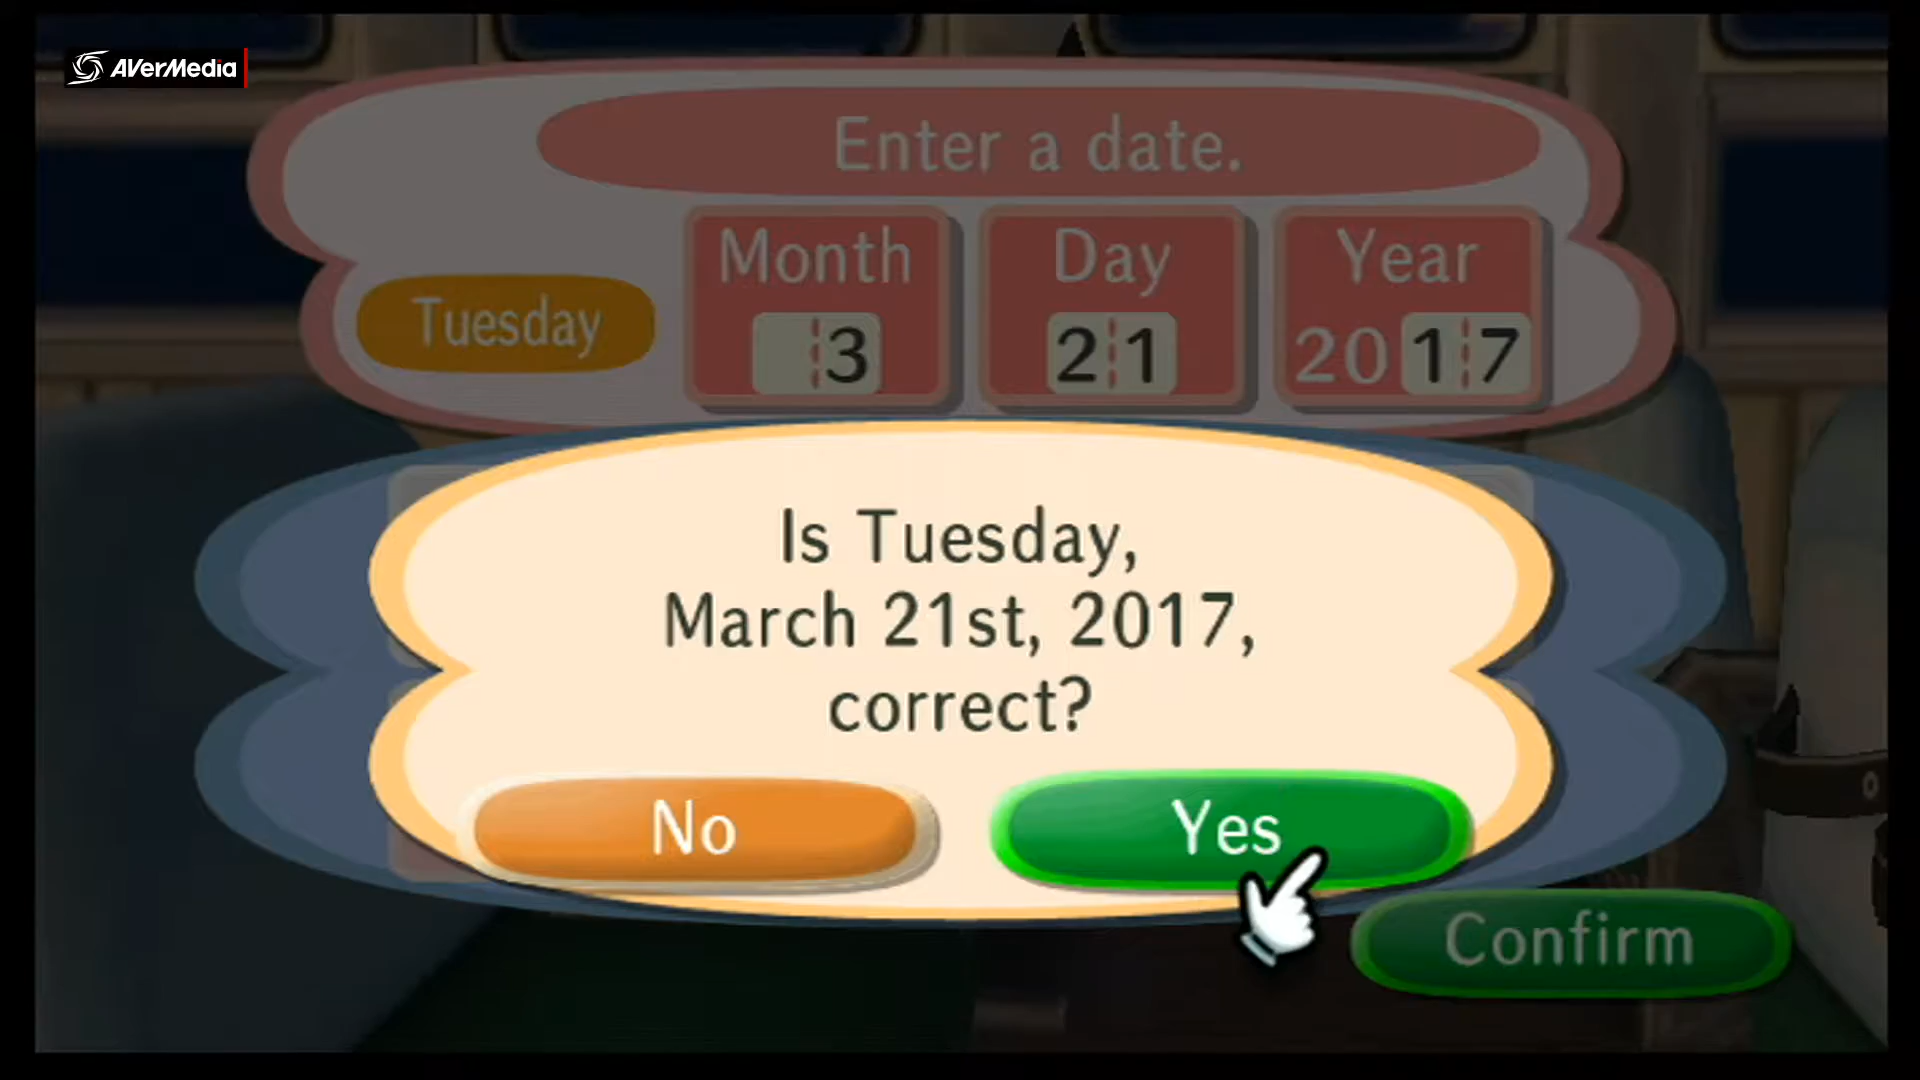 AVerMedia
Enter a date.
Month
Day
Year
Tuesday
3
21
2017
Is Tuesday,
March 21st, 2017,
correct?
No
Yes
Confirm